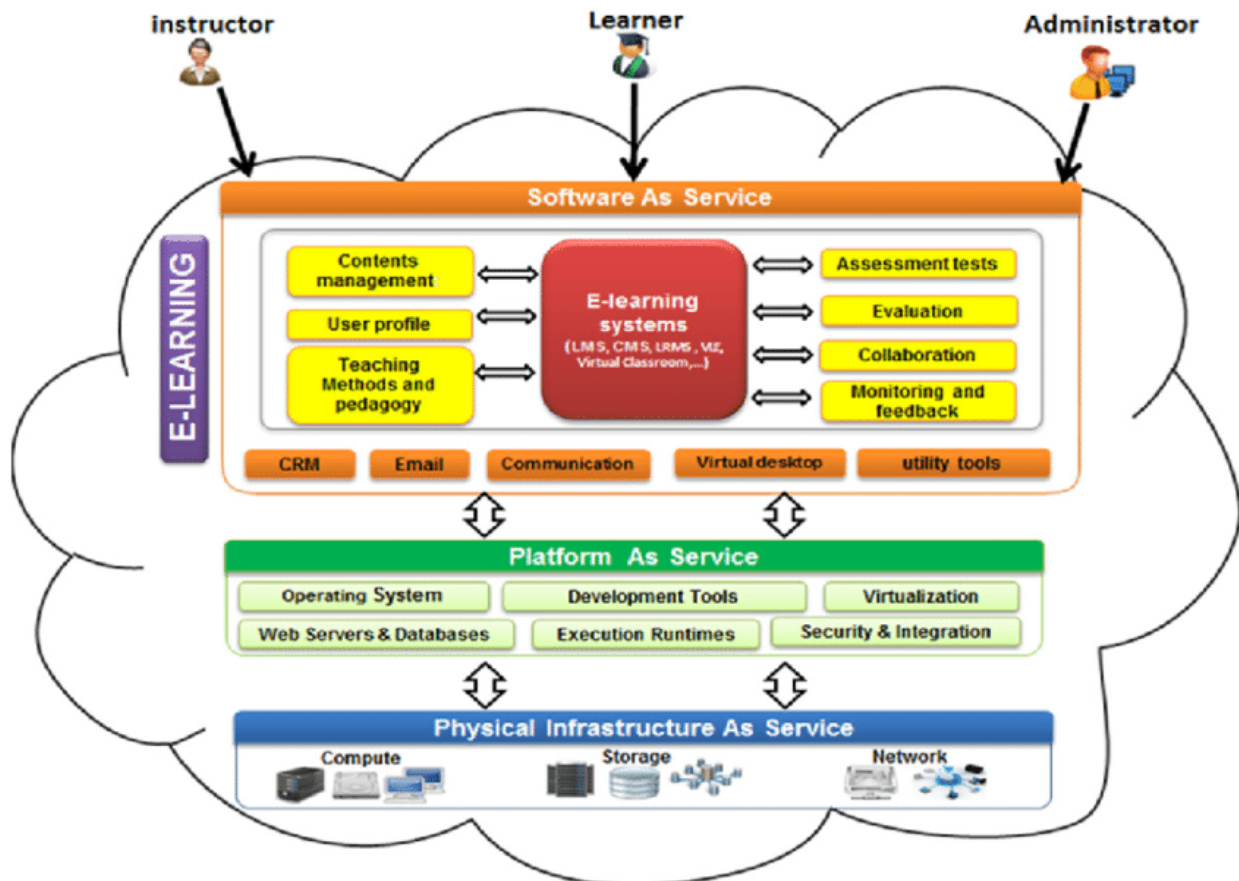 instructor
Learner
Administrator
Software As Service
E-LEARNING
Contents
management
User profile
Teaching
Methods and
pedagogy
E-learning
systems
(LMS, CMS, LRMS , VLE,
Virtual Classroom,...)
Assessment tests
Evaluation
Collaboration
Monitoring and
feedback
CRM
Email
Communication
Virtual desktop
utility tools
Platform As Service
Operating System
Development Tools
Virtualization
Web Servers & Databases
Execution Runtimes
Security & Integration
Physical Infrastructure As Service
Compute
Storage
Network